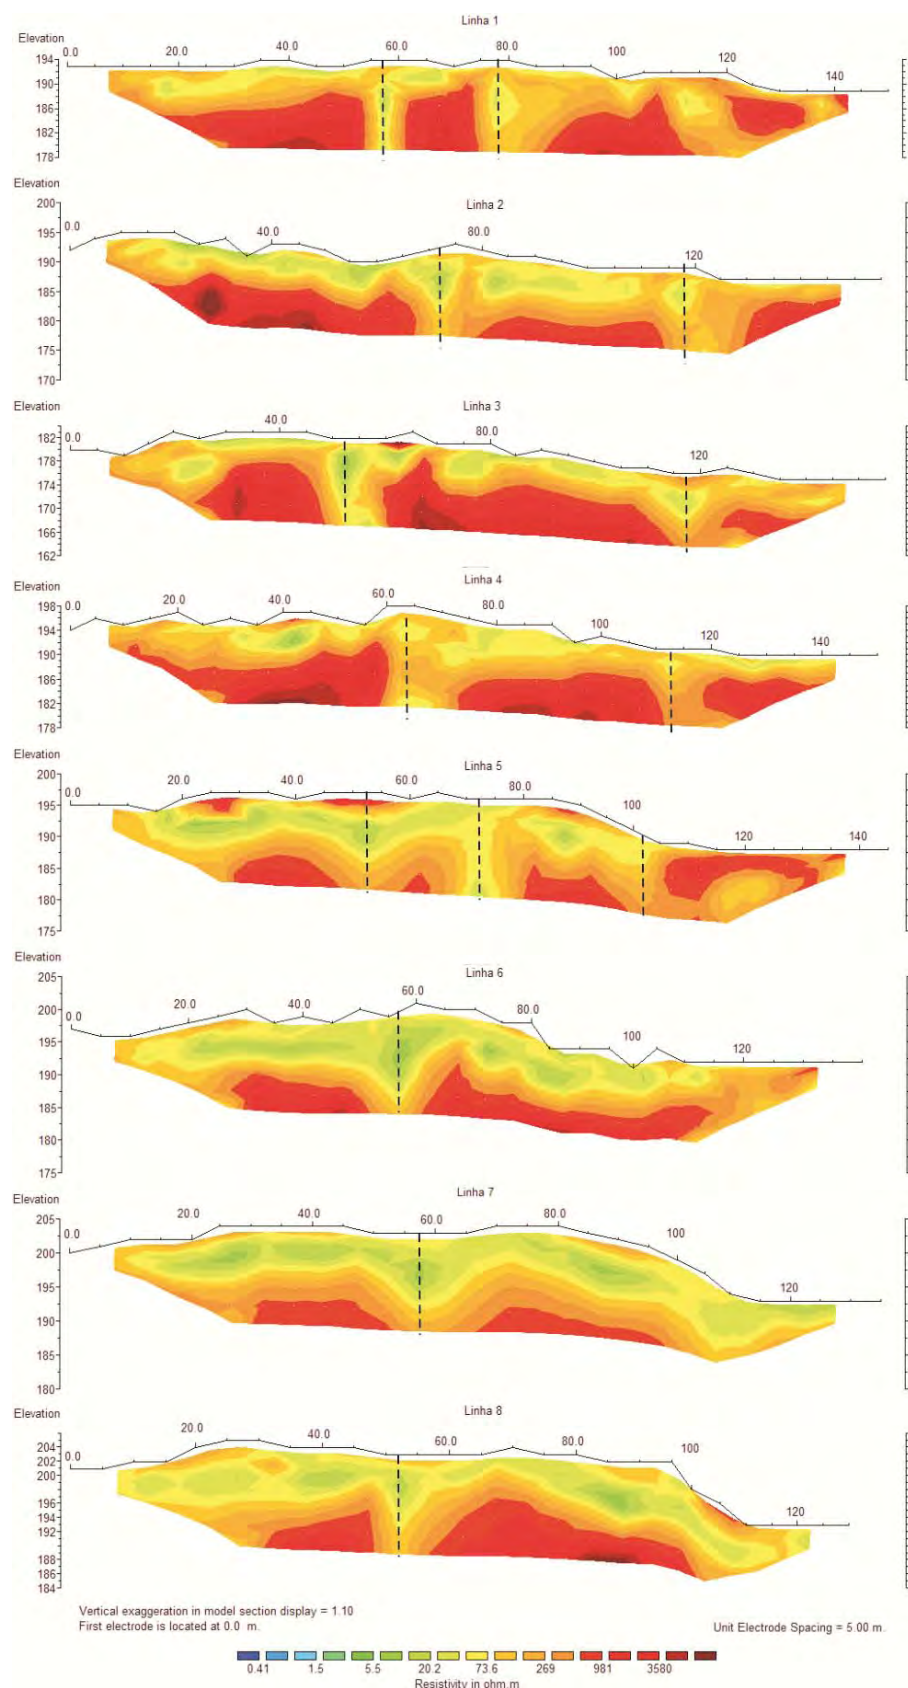 Linha 1
Elevation
0.0 20.0 40.0 60.0 80.0 100 120 140
194
190
186
182
178
Elevation
Linha 2
200
195
190
185
180
175
170
0.0 40.0 80.0 120
Elevation
Linha 3
0.0 40.0 80.0 120
182
178
174
170
166
162
Elevation
Linha 4
0.0 20.0 40.0 60.0 80.0 100 120 140
198
194
190
186
182
178
Elevation
Linha 5
200
195
190
185
180
175
0.0 20.0 40.0 60.0 80.0 100 120 140
Elevation
Linha 6
205
200
195
190
185
180
175
0.0 20.0 40.0 60.0 80.0 100 120
Elevation
Linha 7
205
200
195
190
185
180
0.0 20.0 40.0 60.0 80.0 100 120
Elevation
Linha 8
0.0 20.0 40.0 60.0 80.0 100 120
204
202
200
196
192
188
186
184
Vertical exaggeration in model section display = 1.10
First electrode is located at 0.0 m.
Unit Electrode Spacing = 5.00 m.
0.41 1.5 5.5 20.2 73.6 269 981 3580
Resistivity in ohm.m